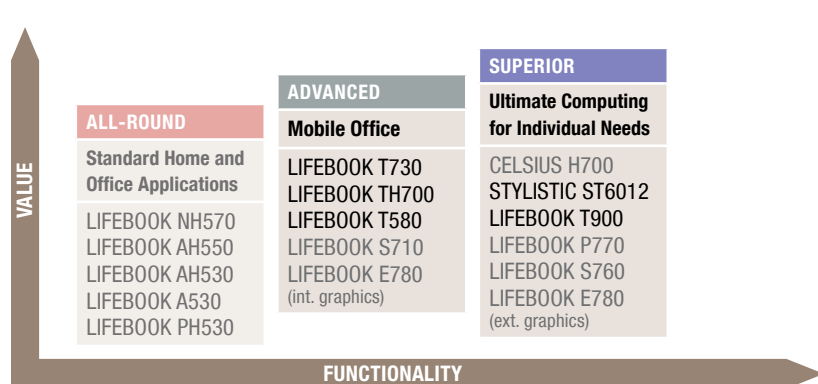 VALUE
ALL-ROUND
Standard Home and
Office Applications
LIFEBOOK NH570
LIFEBOOK AH550
LIFEBOOK AH530
LIFEBOOK A530
LIFEBOOK PH530
ADVANCED
Mobile Office
LIFEBOOK T730
LIFEBOOK TH700
LIFEBOOK T580
LIFEBOOK S710
LIFEBOOK E780
(int. graphics)
SUPERIOR
Ultimate Computing
for Individual Needs
CELSIUS H700
STYLISTIC ST6012
LIFEBOOK T900
LIFEBOOK P770
LIFEBOOK S760
LIFEBOOK E780
(ext. graphics)
FUNCTIONALITY